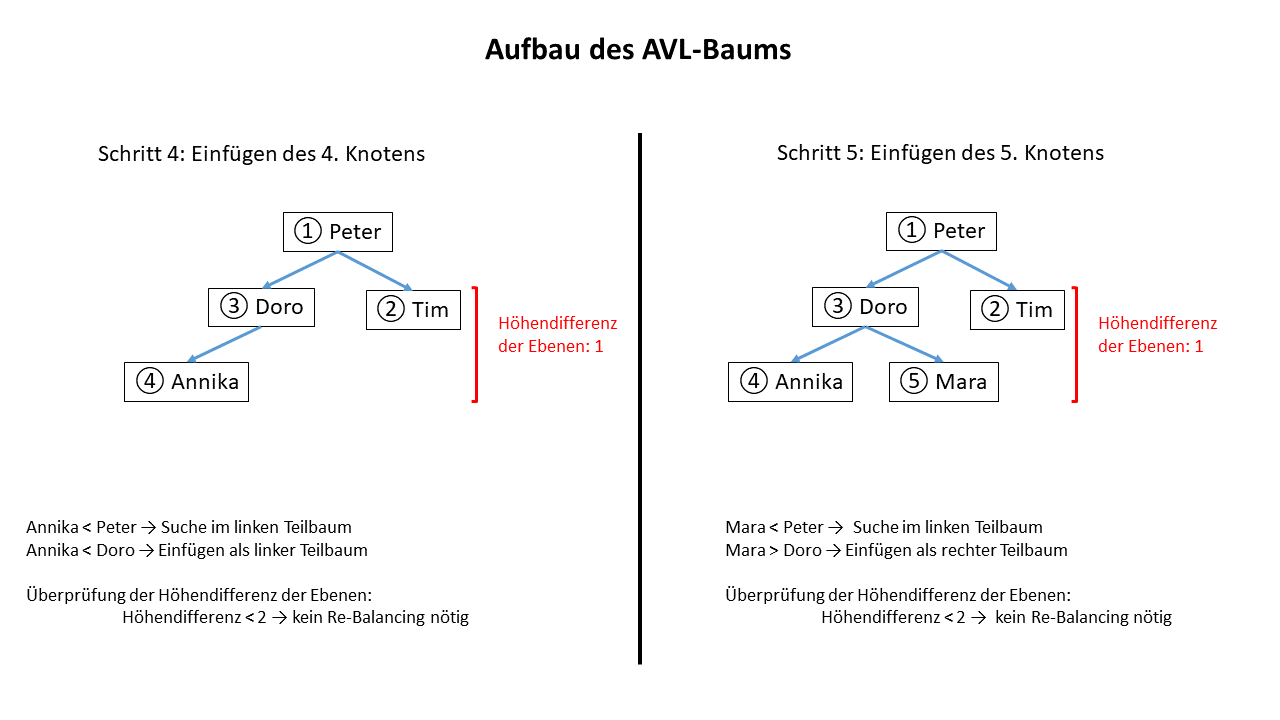 Aufbau des AVL-Baums
Schritt 4: Einfügen des 4. Knotens
① Peter
③ Doro
② Tim
④ Annika
Höhendifferenz
der Ebenen: 1
Annika < Peter → Suche im linken Teilbaum
Annika < Doro → Einfügen als linker Teilbaum
Überprüfung der Höhendifferenz der Ebenen:
Höhendifferenz < 2 → kein Re-Balancing nötig
Schritt 5: Einfügen des 5. Knotens
① Peter
③ Doro
② Tim
④ Annika
⑤ Mara
Höhendifferenz
der Ebenen: 1
Mara < Peter → Suche im linken Teilbaum
Mara > Doro → Einfügen als rechter Teilbaum
Überprüfung der Höhendifferenz der Ebenen:
Höhendifferenz < 2 → kein Re-Balancing nötig